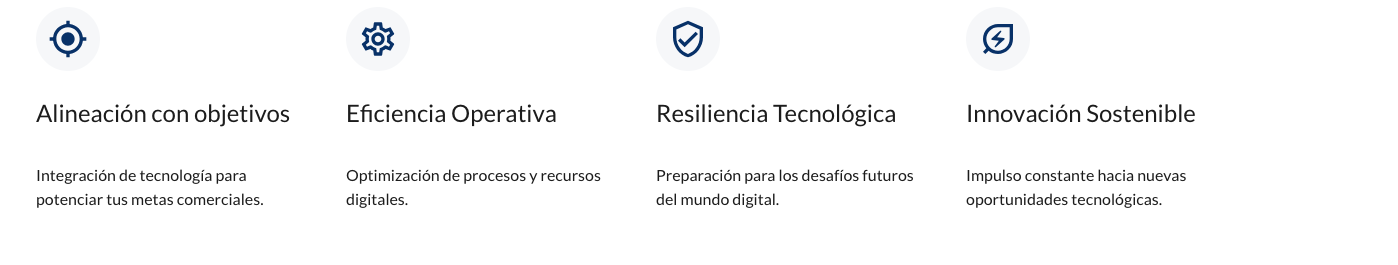 Alineación con objetivos
Integración de tecnología para
potenciar tus metas comerciales.
Eficiencia Operativa
Optimización de procesos y recursos
digitales.
Resiliencia Tecnológica
Preparación para los desafíos futuros
del mundo digital.
Innovación Sostenible
Impulso constante hacia nuevas
oportunidades tecnológicas.